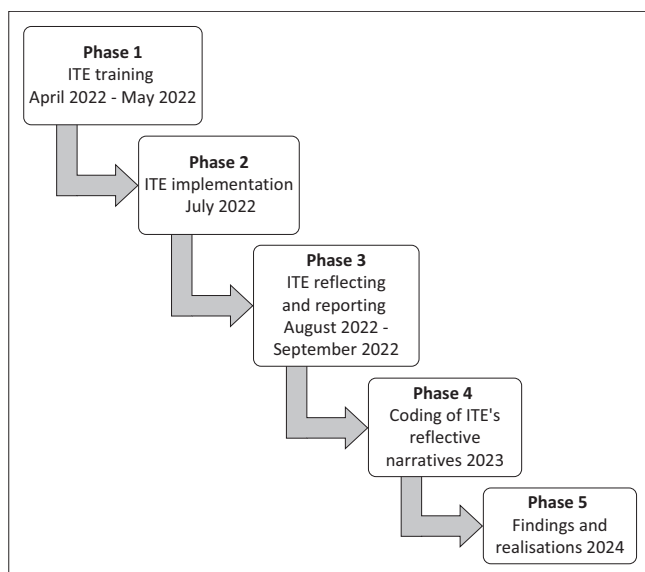 Phase 1
ITE training
April 2022 - May 2022
Phase 2
ITE implementation
July 2022
Phase 3
ITE reflecting
and reporting
August 2022 -
September 2022
Phase 4
Coding of ITE's
reflective
narratives 2023
Phase 5
Findings and
realisations 2024